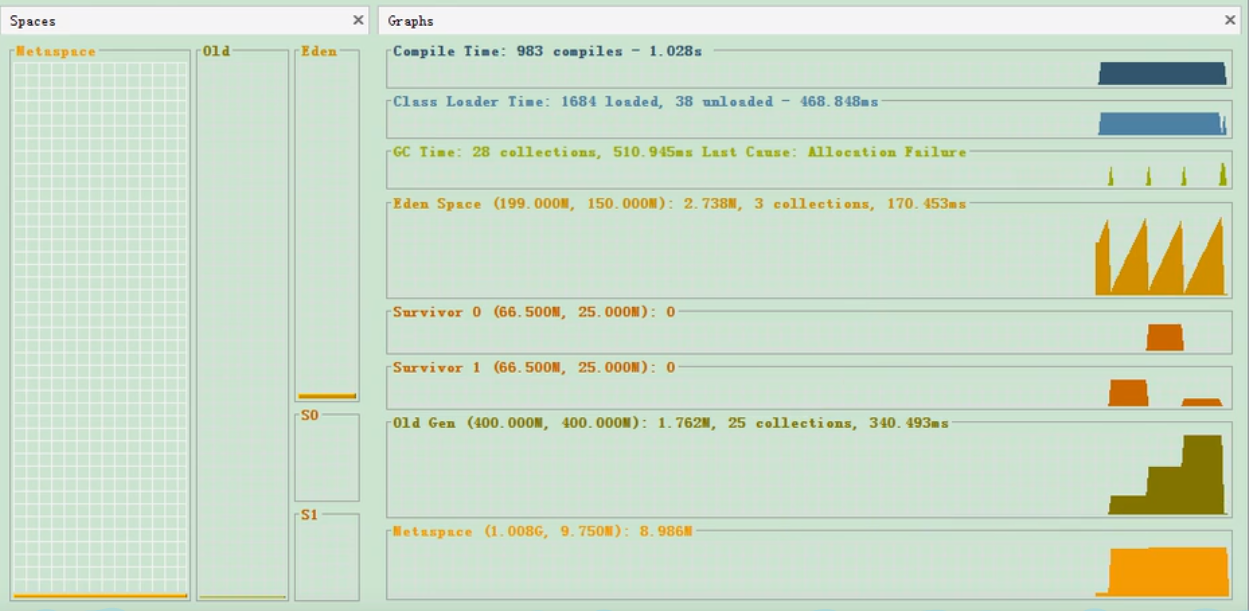 Spaces
Graphs
Metaspace
Old
Eden
S0
S1
Compile Time: 983 compiles - 1.028s
Class Loader Time: 1684 loaded, 38 unloaded - 468.848ms
GC Time: 28 collections, 510.945ms Last Cause: Allocation Failure
Eden Space (199.000M, 150.000M): 2.738M, 3 collections, 170.453ms
Survivor 0 (66.500M, 25.000M): 0
Survivor 1 (66.500M, 25.000M): 0
Old Gen (400.000M, 400.000M): 1.762M, 25 collections, 340.493ms
Metaspace (1.008G, 9.750M): 8.986M